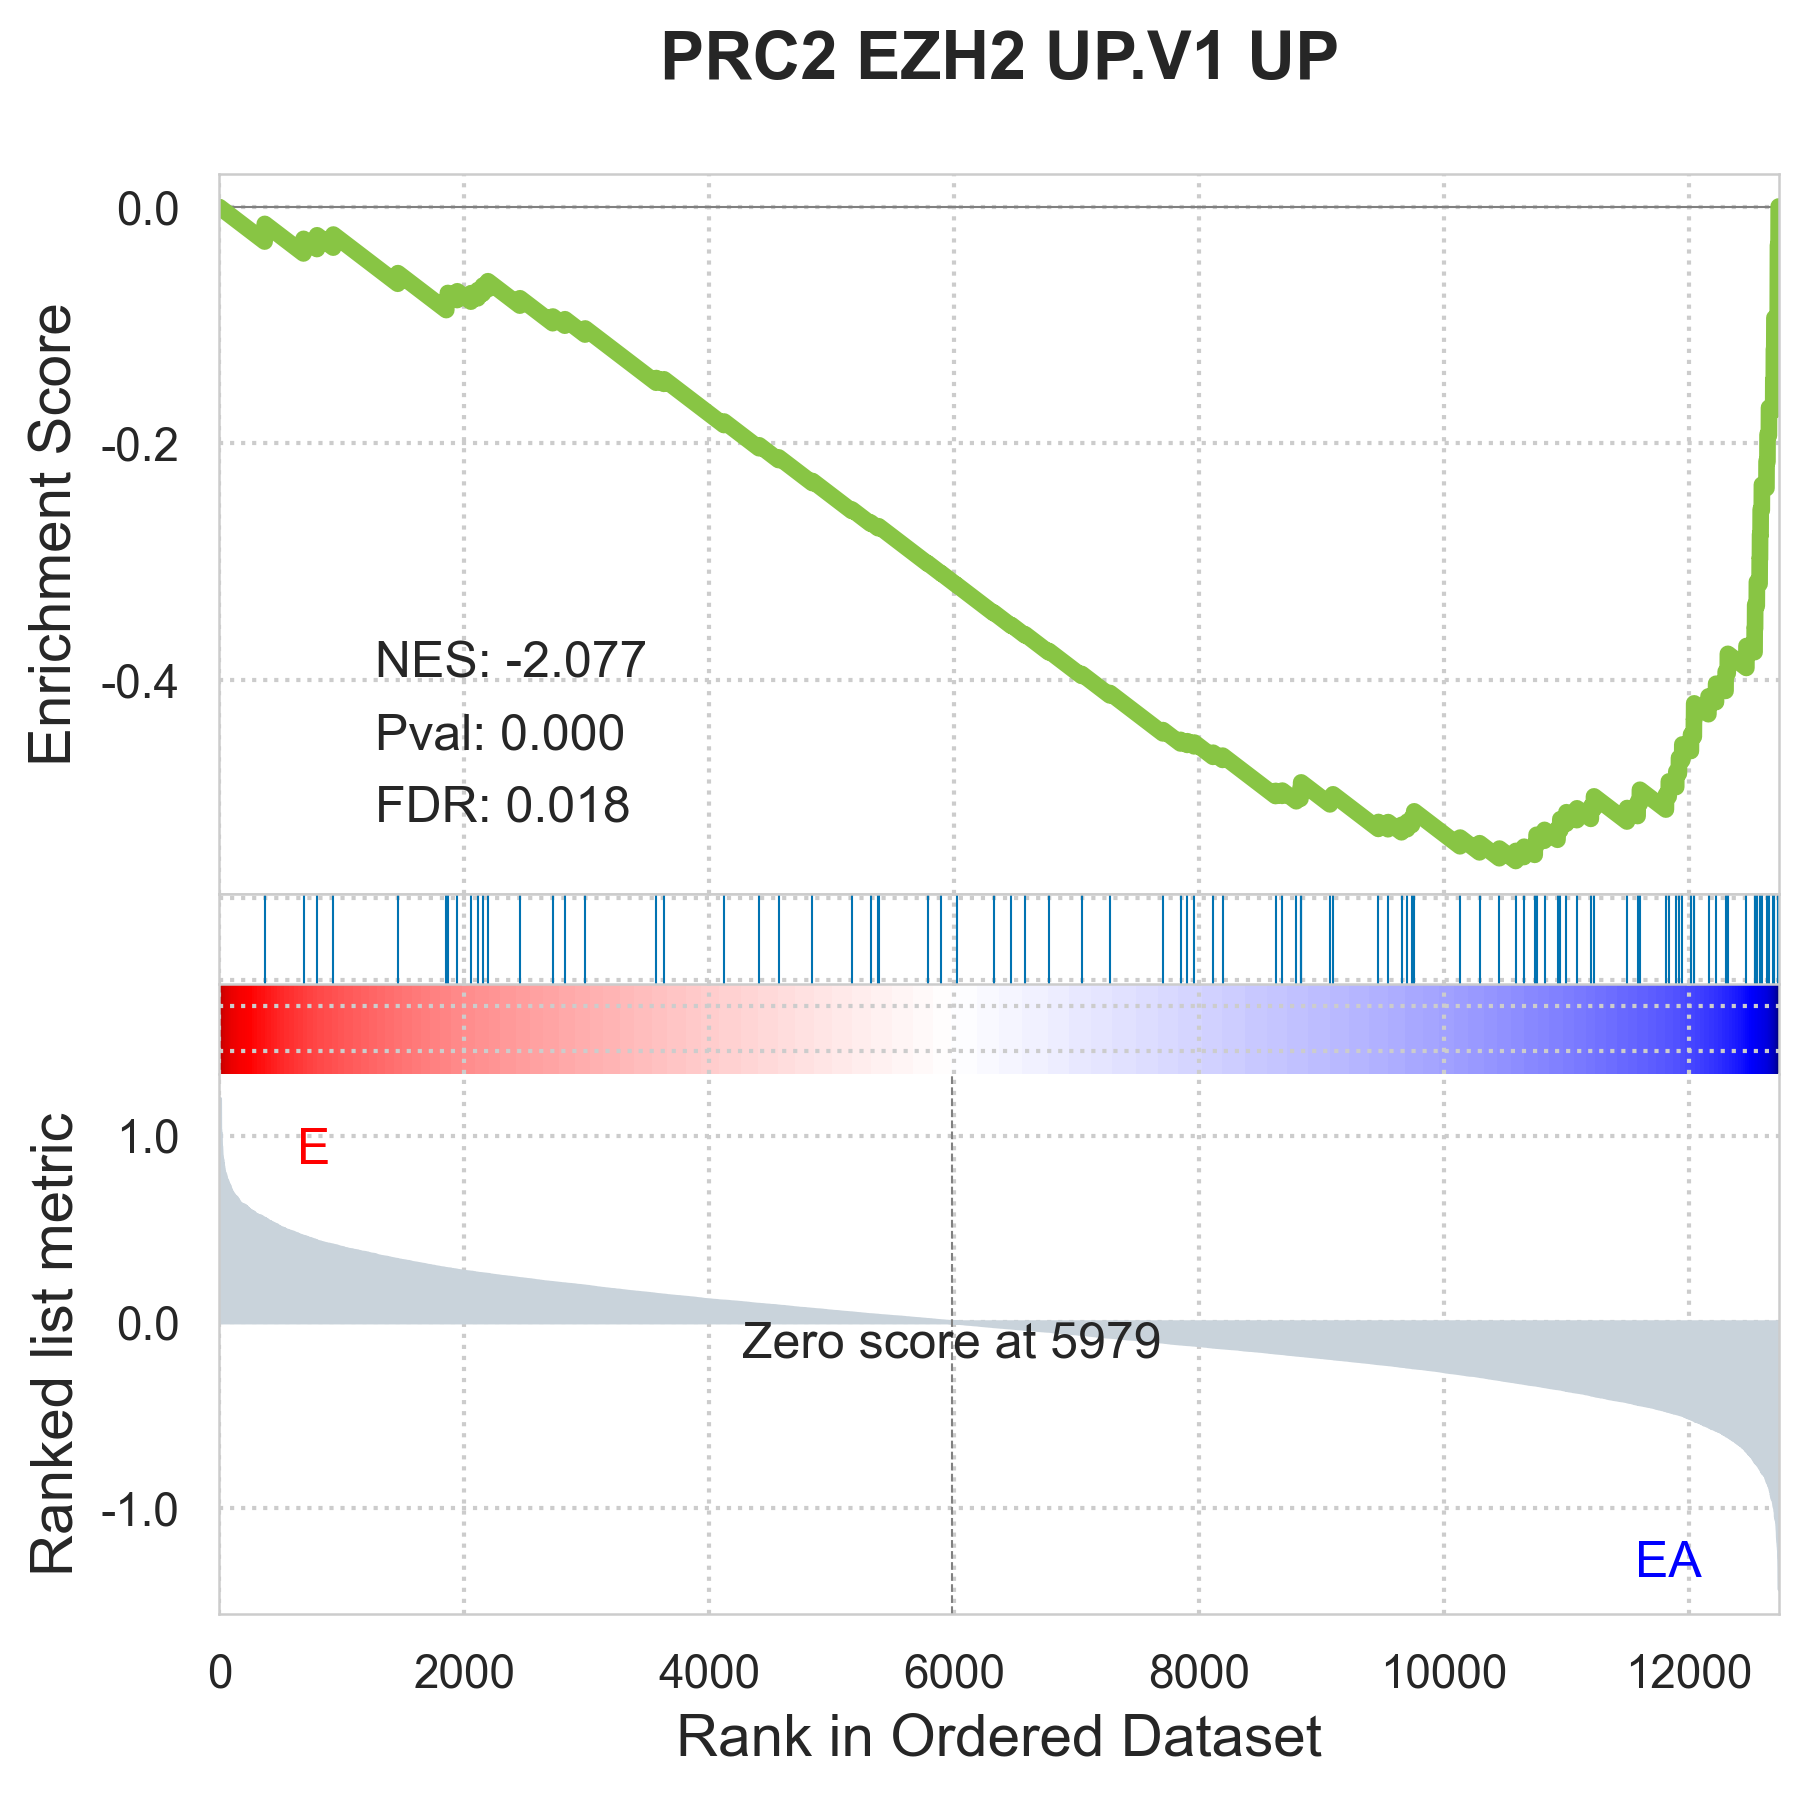 PRC2 EZH2 UP.V1 UP
Enrichment Score
0.0
-0.2
-0.4
NES: -2.077
Pval: 0.000
FDR: 0.018
Ranked list metric
1.0
0.0
-1.0
E
Zero score at 5979
EA
0 2000 4000 6000 8000 10000 12000
Rank in Ordered Dataset